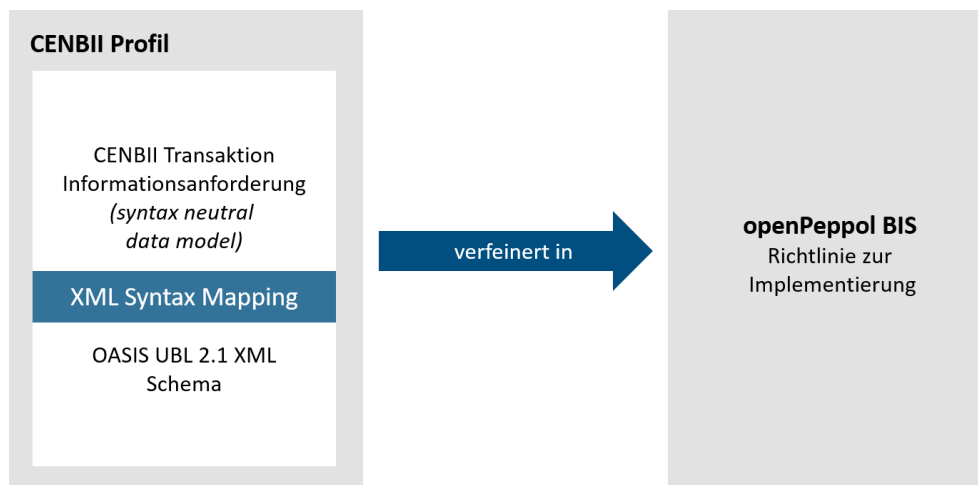 CENBII Profil
CENBII Transaktion
Informationsanforderung
(syntax neutral
data model)
XML Syntax Mapping
OASIS UBL 2.1 XML
Schema
verfeinert in
openPeppol BIS
Richtlinie zur
Implementierung